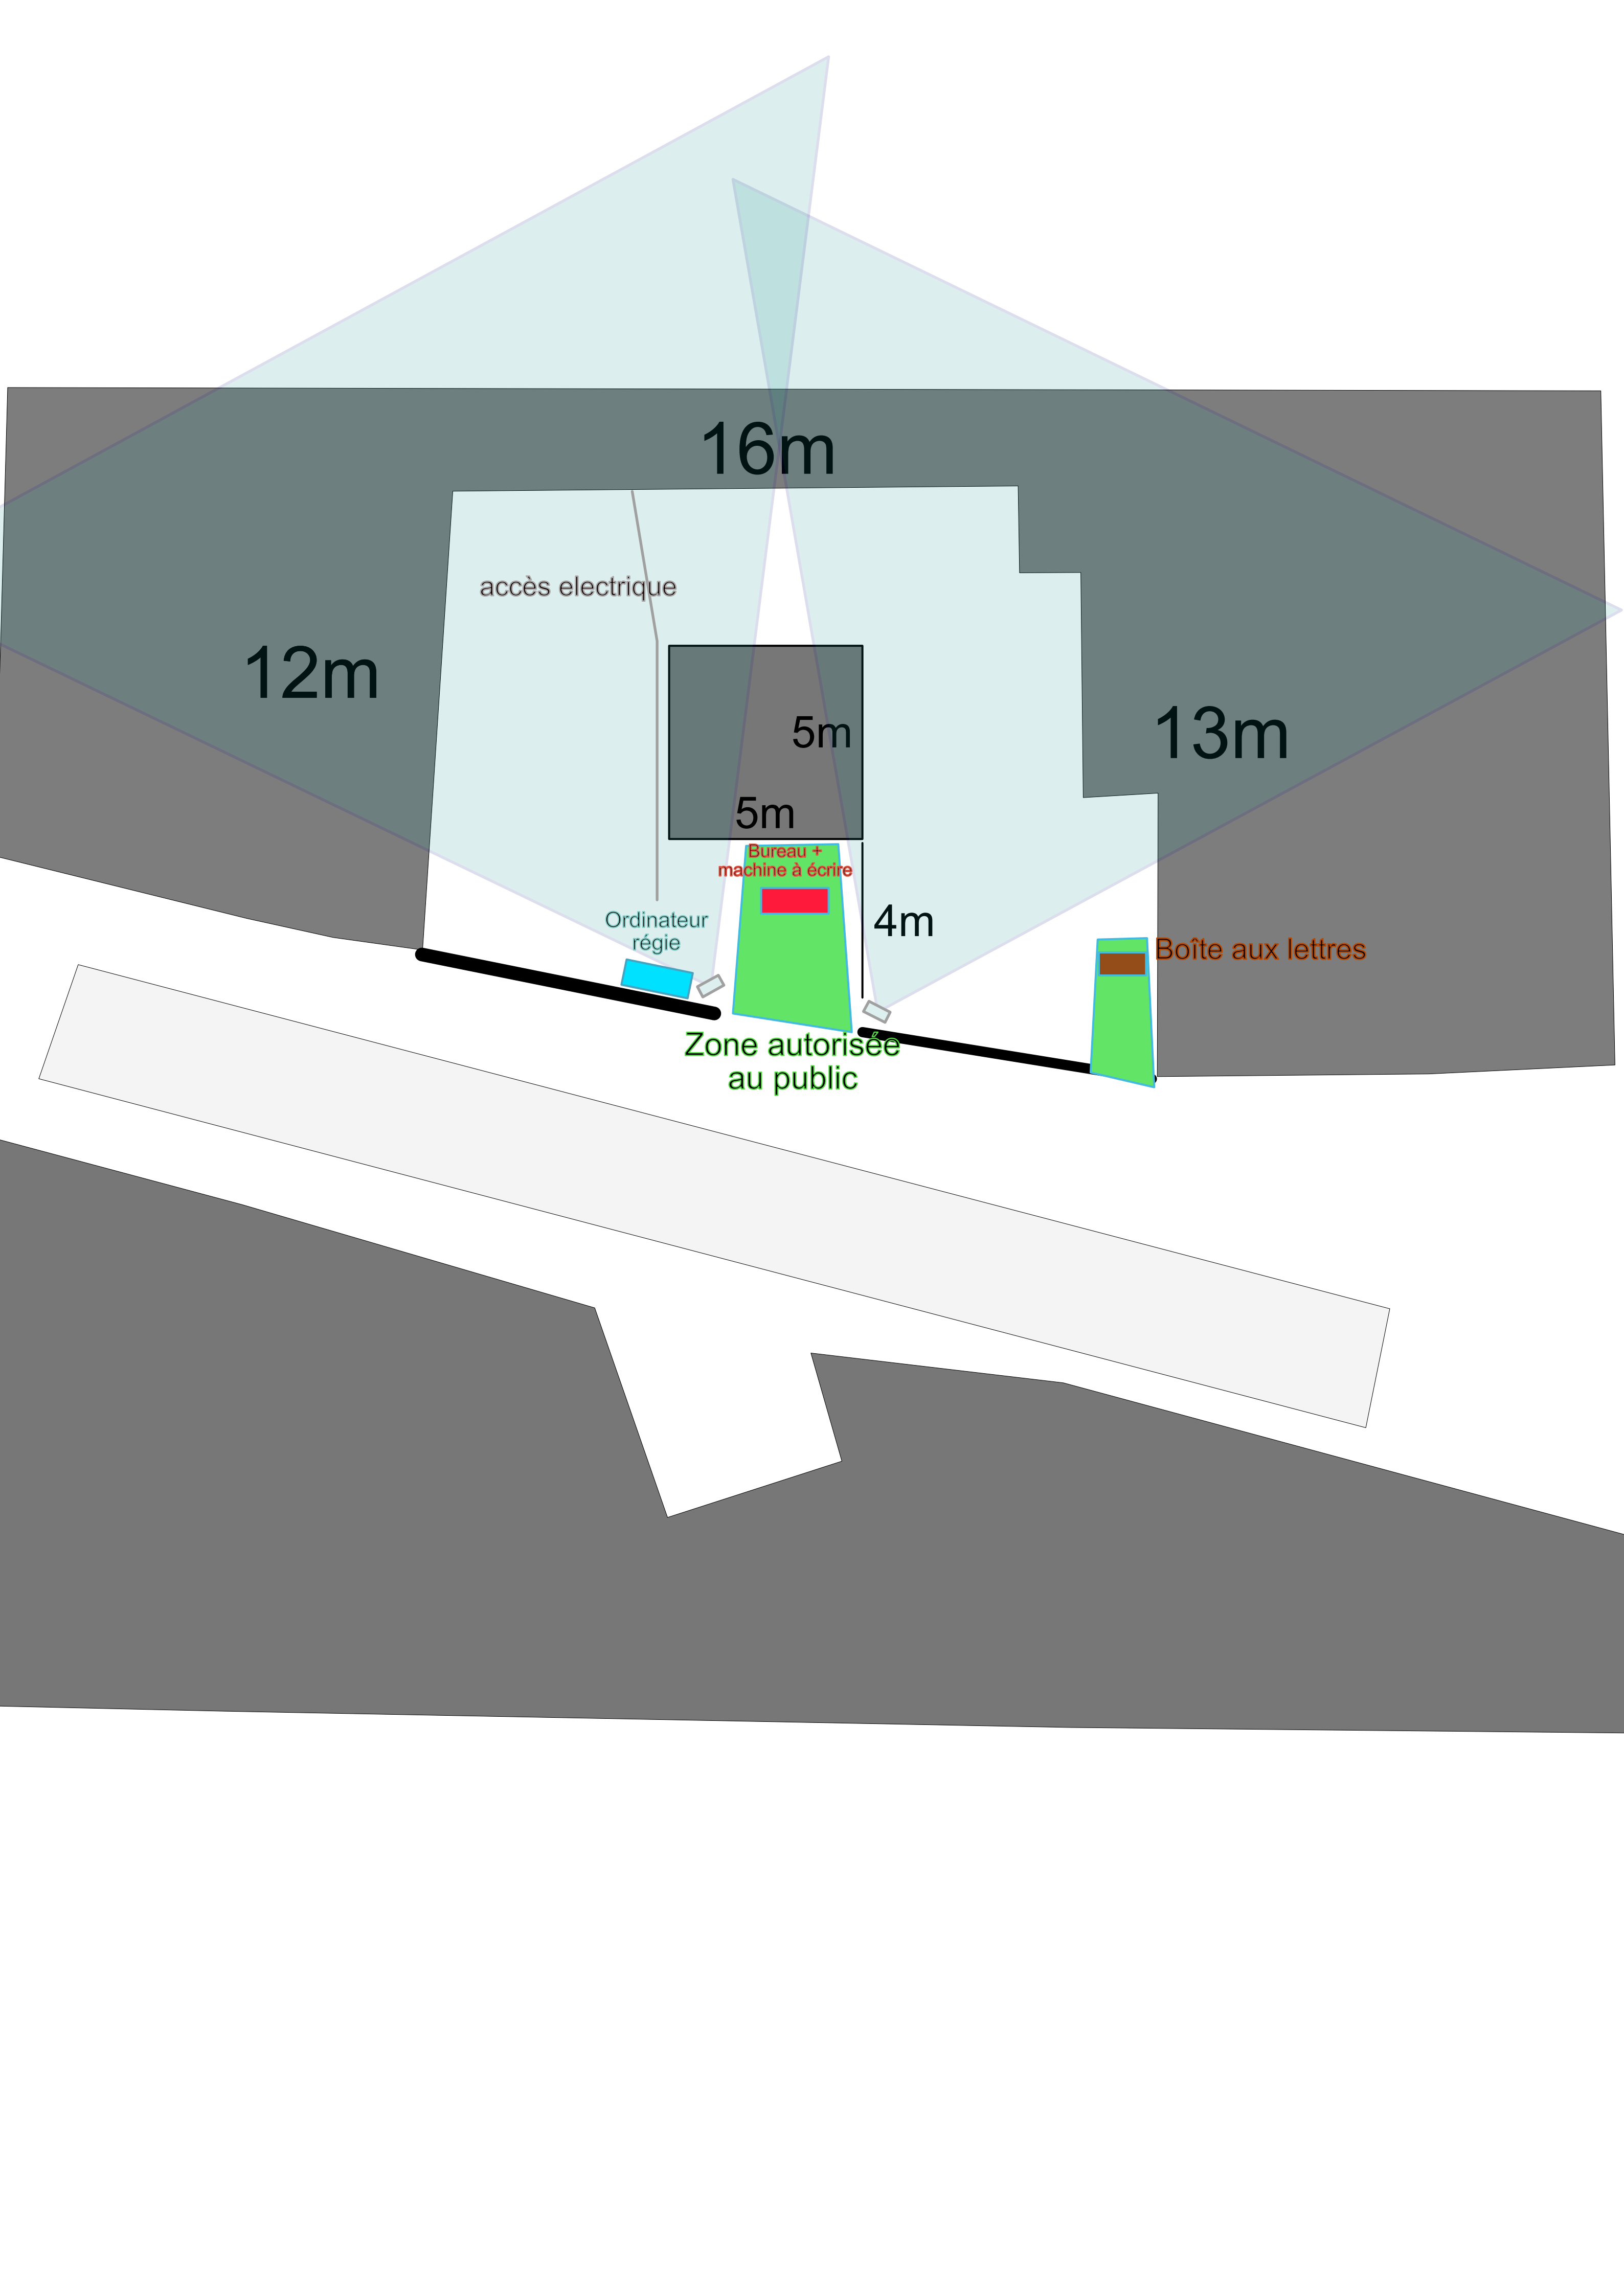 16m
accès electrique
12m
13m
5m
5m
Bureau +
machine à écrire
Ordinateur
régie
4m
Boîte aux lettres
Zone autorisée
au public